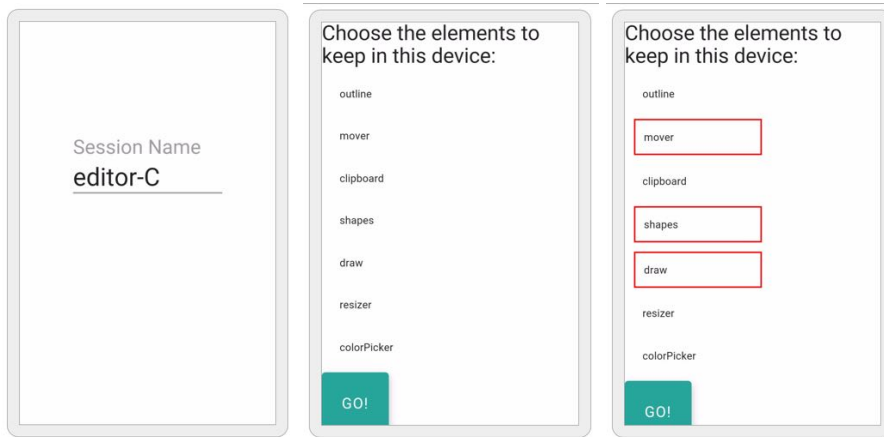 Session Name
editor-C
Choose the elements to
keep in this device:
outline
mover
clipboard
shapes
draw
resizer
colorPicker
GO!
Choose the elements to
keep in this device:
outline
mover
clipboard
shapes
draw
resizer
colorPicker
GO!